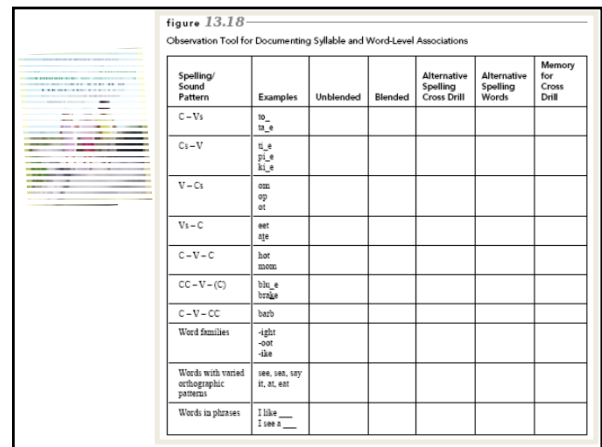 figure 13.18
Observation Tool for Documenting Syllable and Word-Level Associations
Spelling/ Sound Pattern Examples Unblended Blended Alternative Spelling Cross Drill Alternative Spelling Words Memory for Cross Drill
C – Vs to_
ta_e
Cs – V ti_e
pi_e
ki_e
V – Cs om
op
ot
Vs – C eet
ate
C – V – C hot
mom
CC – V – (C) blu_e
brake
C – V – CC barb
Word families -ight
-oot
-ike
Words with varied see, sea, say
orthographic it, at, eat
patterns
Words in phrases I like ___
I see a ___